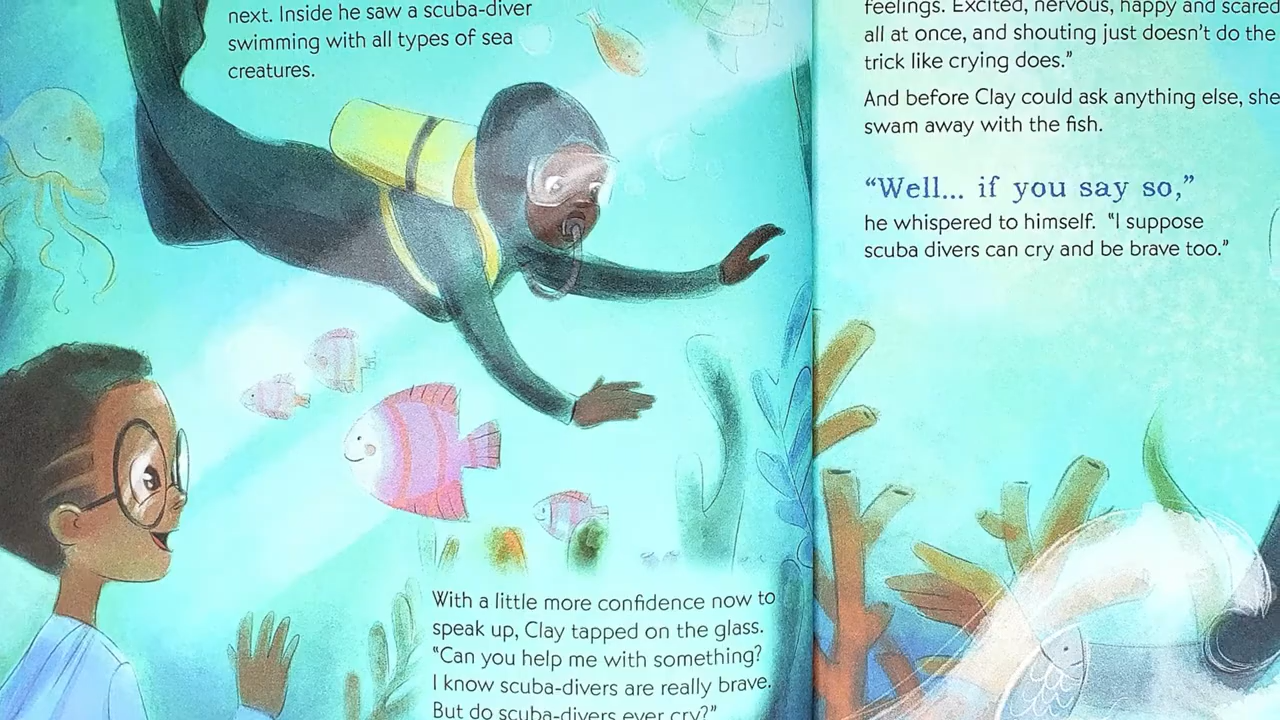 next. Inside he saw a scuba-diver
swimming with all types of sea
creatures.
With a little more confidence now to
speak up, Clay tapped on the glass.
"Can you help me with something?
I know scuba-divers are really brave.
But do scuba-divers ever cry?"
feelings. Excited, nervous, happy and scared
all at once, and shouting just doesn't do the
trick like crying does."
And before Clay could ask anything else, she
swam away with the fish.
“Well... if you say so,”
he whispered to himself. "I suppose
scuba divers can cry and be brave too."